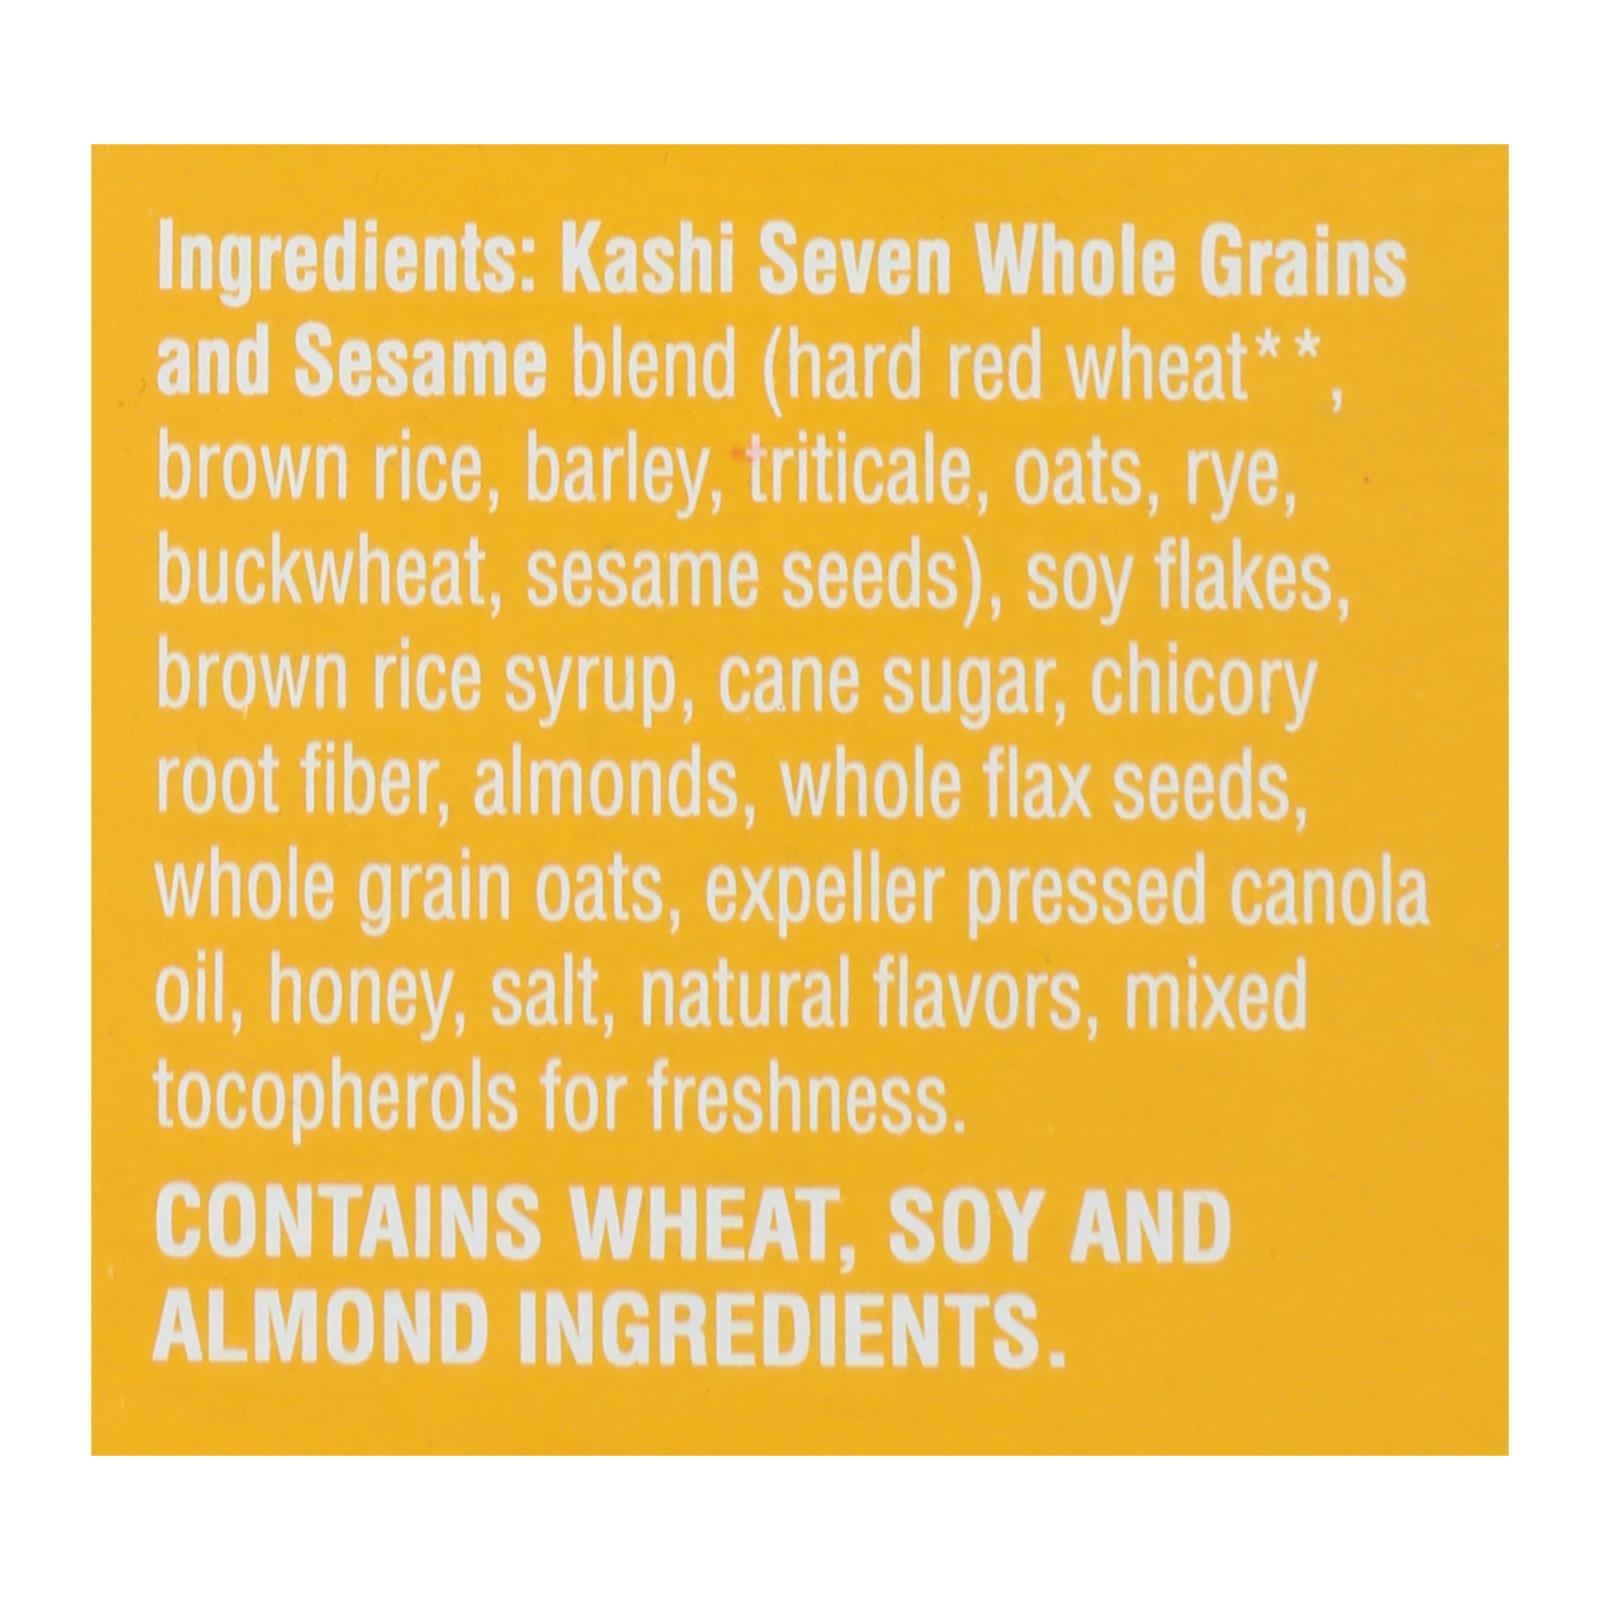 Ingredients: Kashi Seven Whole Grains
and Sesame blend (hard red wheat**,
brown rice, barley, triticale, oats, rye,
buckwheat, sesame seeds), soy flakes,
brown rice syrup, cane sugar, chicory
root fiber, almonds, whole flax seeds,
whole grain oats, expeller pressed canola
oil, honey, salt, natural flavors, mixed
tocopherols for freshness.
CONTAINS WHEAT, SOY AND
ALMOND INGREDIENTS.